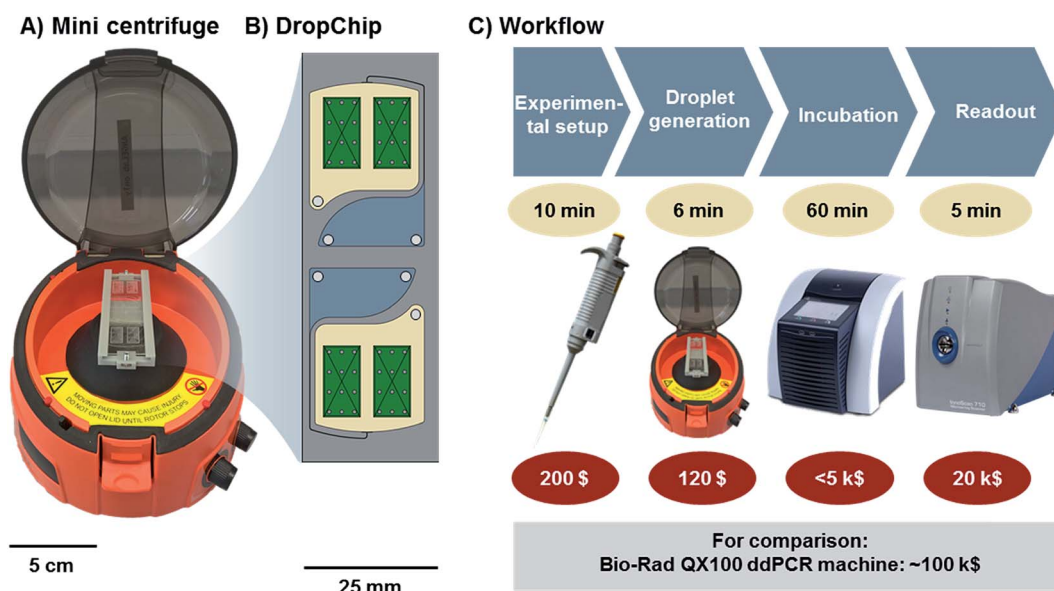 A) Mini centrifuge
B) DropChip
C) Workflow
Experimen-
tal setup
Droplet
generation
Incubation
Readout
10 min
6 min
60 min
5 min
MOVING PARTS MAY CAUSE INJURY
DO NOT OPEN LID UNTIL ROTOR STOPS
200 $
120 $
<5 k$
20 k$
For comparison:
Bio-Rad QX100 ddPCR machine: ~100 k$
5 cm
25 mm